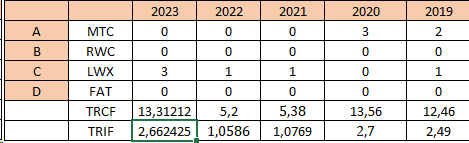 2023 2022 2021 2020 2019
A MTC 0 0 0 3 2
B RWC 0 0 0 0 0
C LWX 3 1 1 0 1
D FAT 0 0 0 0 0
TRCF 13,31212 5,2 5,38 13,56 12,46
TRIF 2,662425 1,0586 1,0769 2,7 2,49